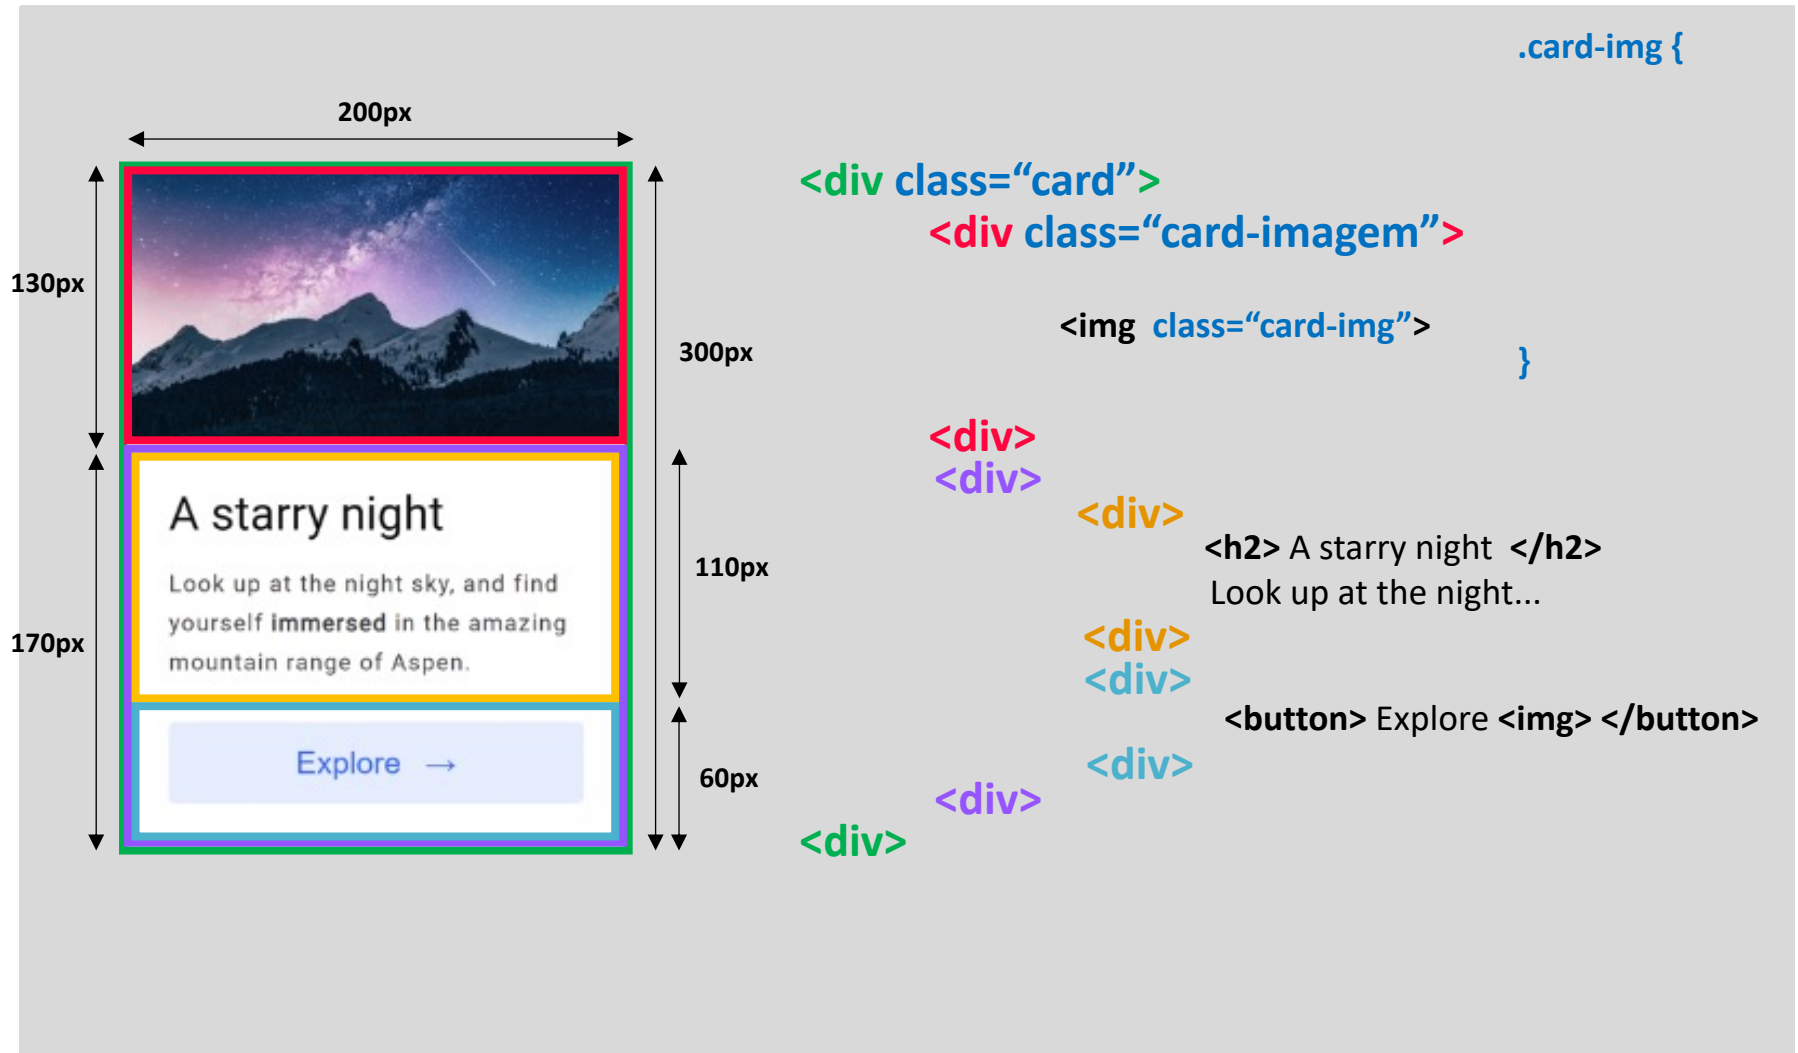 .card-img {
200px
<div class=“card”>
<div class=“card-imagem”>
130px
<img  class=“card-img”>
300px
}
<div>
<div>
A starry night
<div>
<h2> A starry night  </h2>
110px
Look up at the night sky, and find
Look up at the night...
yourself immersed in the amazing
<div>
170px
mountain range of Aspen.
<div>
<button> Explore <img> </button>
Explore →
<div>
60px
<div>
<div>